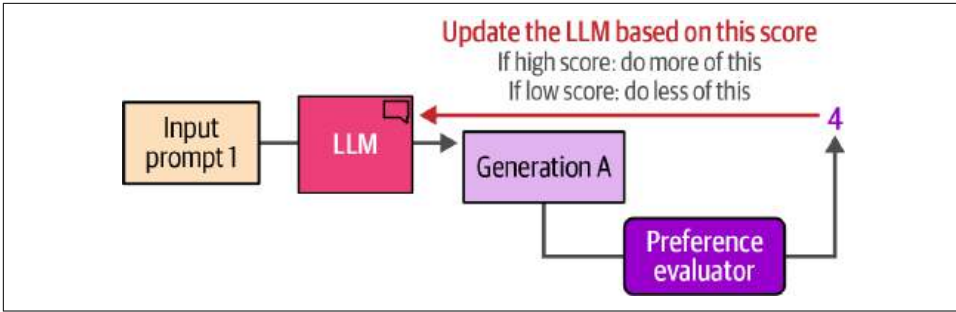 Update the LLM based on this score
If high score: do more of this
If low score: do less of this
4
Input
prompt 1
LLM
Generation A
Preference
evaluator